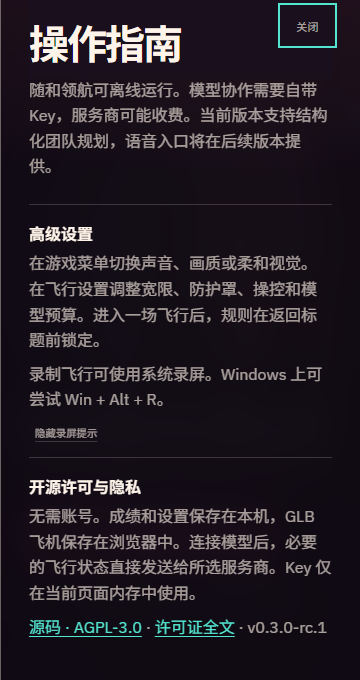 关闭
操作指南
随和领航可离线运行。模型协作需要自带
Key，服务商可能收费。当前版本支持结构
化团队规划，语音入口将在后续版本提
供。
高级设置
在游戏菜单切换声音、画质或柔和视觉。
在飞行设置调整宽限、防护罩、操控和模
型预算。进入一场飞行后，规则在返回标
题前锁定。
录制飞行可使用系统录屏。Windows 上可
尝试 Win + Alt + R。
隐藏录屏提示
开源许可与隐私
无需账号。成绩和设置保存在本机，GLB
飞机保存在浏览器中。连接模型后，必要
的飞行状态直接发送给所选服务商。Key 仅
在当前页面内存中使用。
源码 · AGPL-3.0 · 许可证全文 · v0.3.0-rc.1